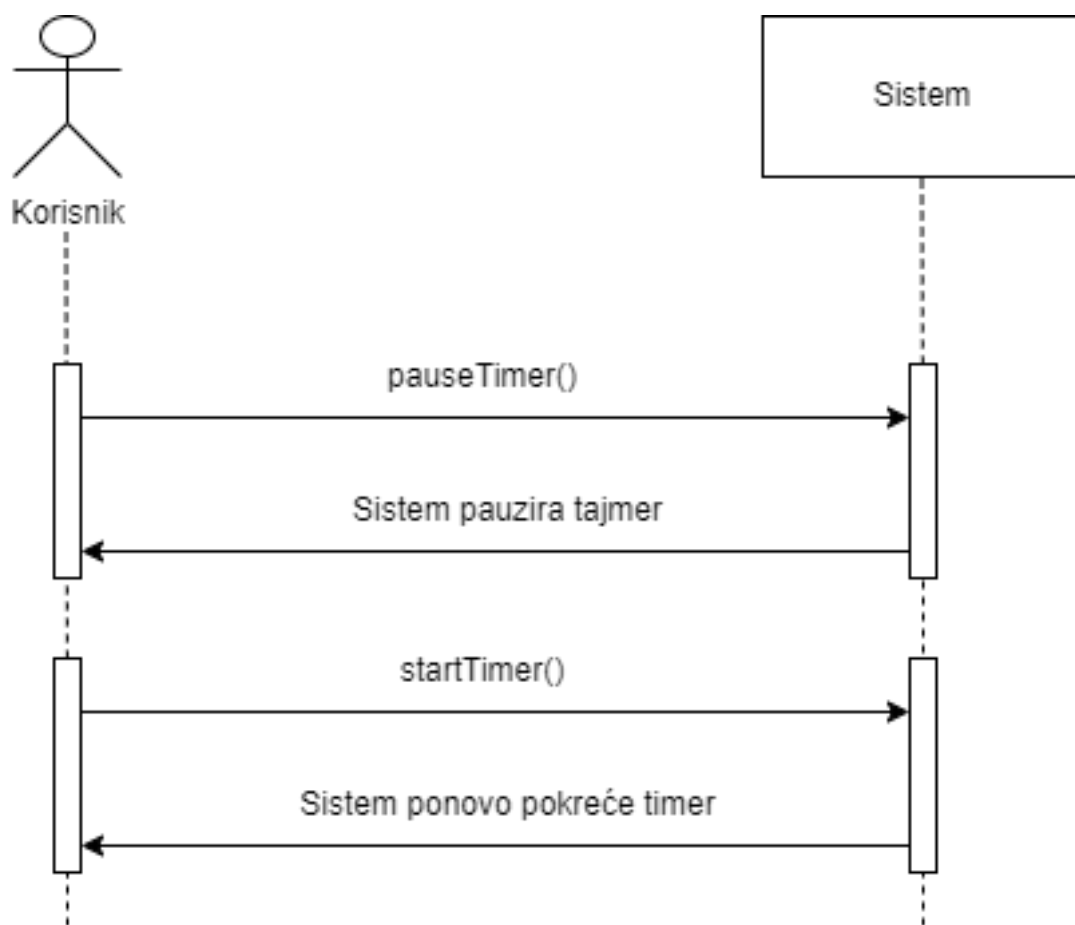 Sistem
Korisnik
pauseTimer()
Sistem pauzira tajmer
startTimer()
Sistem ponovo pokreće timer